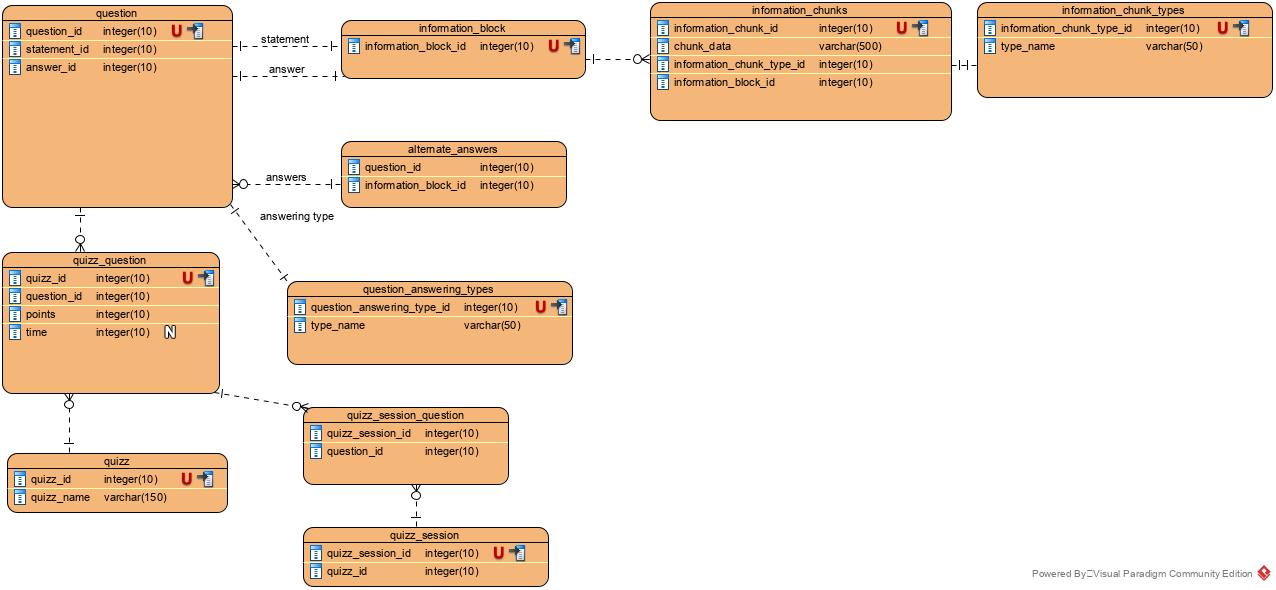 question
question_id integer(10) U
statement_id integer(10)
answer_id integer(10)
statement
answer
information_block
information_block_id integer(10) U
information_chunks
information_chunk_id integer(10) U
chunk_data varchar(500)
information_chunk_type_id integer(10)
information_block_id integer(10)
information_chunk_types
information_chunk_type_id integer(10) U
type_name varchar(50)
alternate_answers
question_id integer(10)
information_block_id integer(10)
answers
answering type
quizz_question
quizz_id integer(10) U
question_id integer(10)
points integer(10)
time integer(10) N
question_answering_types
question_answering_type_id integer(10) U
type_name varchar(50)
quizz
quizz_id integer(10) U
quizz_name varchar(150)
quizz_session_question
quizz_session_id integer(10)
question_id integer(10)
quizz_session
quizz_session_id integer(10) U
quizz_id integer(10)
Powered By Visual Paradigm Community Edition